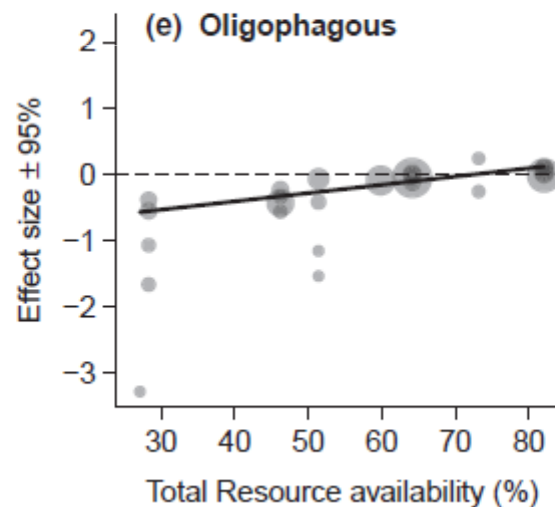 (e) Oligophagous
2
1
0
−1
−2
−3
Effect size ± 95%
30 40 50 60 70 80
Total Resource availability (%)